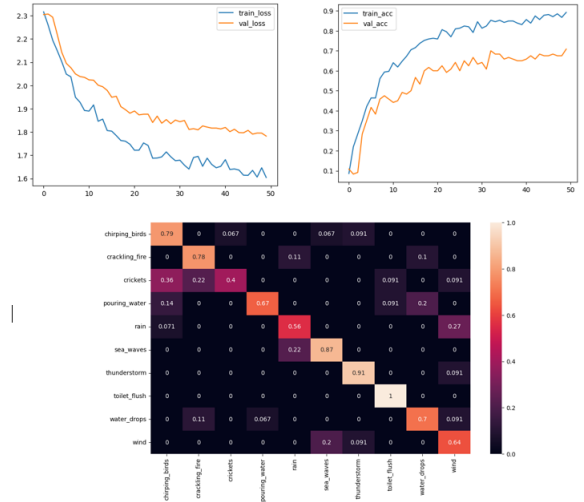 train_loss
val_loss
2.3
2.2
2.1
2.0
1.9
1.8
1.7
1.6
0 10 20 30 40 50
train_acc
val_acc
0.9
0.8
0.7
0.6
0.5
0.4
0.3
0.2
0.1
0 10 20 30 40 50
chirping_birds 0.79 0 0.067 0 0 0.067 0.091 0 0 0
crackling_fire 0 0.78 0 0 0.11 0 0 0 0.1 0
crickets 0.36 0.22 0.4 0 0 0 0 0.091 0 0.091
pouring_water 0.14 0 0 0.67 0 0 0 0.091 0.2 0
rain 0.071 0 0 0 0.56 0 0 0 0 0.27
sea_waves 0 0 0 0 0.22 0.87 0 0 0 0
thunderstorm 0 0 0 0 0 0 0.91 0 0 0.091
toilet_flush 0 0 0 0 0 0 0 1 0 0
water_drops 0 0.11 0 0.067 0 0 0 0 0.7 0.091
wind 0 0 0 0 0 0.2 0.091 0 0 0.64
chirping_birds
crackling_fire
crickets
pouring_water
rain
sea_waves
thunderstorm
toilet_flush
water_drops
wind
1.0
0.8
0.6
0.4
0.2
0.0